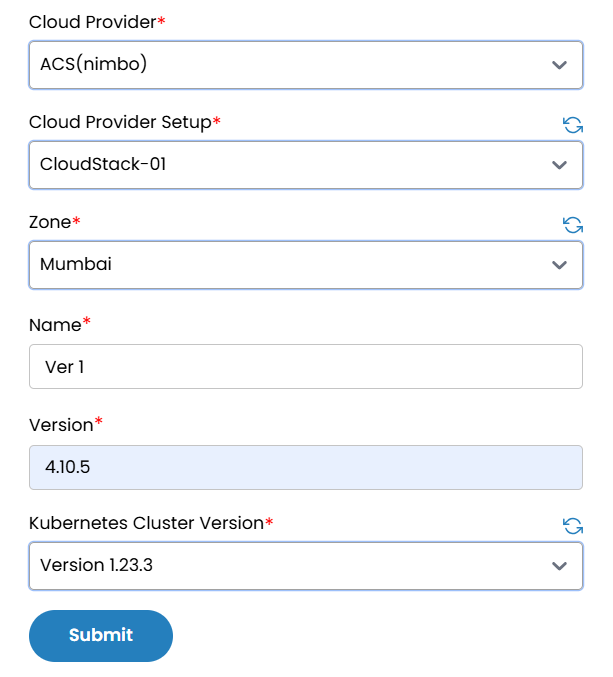 Cloud Provider*
ACS(nimbo)
Cloud Provider Setup*
CloudStack-01
Zone*
Mumbai
Name*
Ver 1
Version*
4.10.5
Kubernetes Cluster Version*
Version 1.23.3
Submit